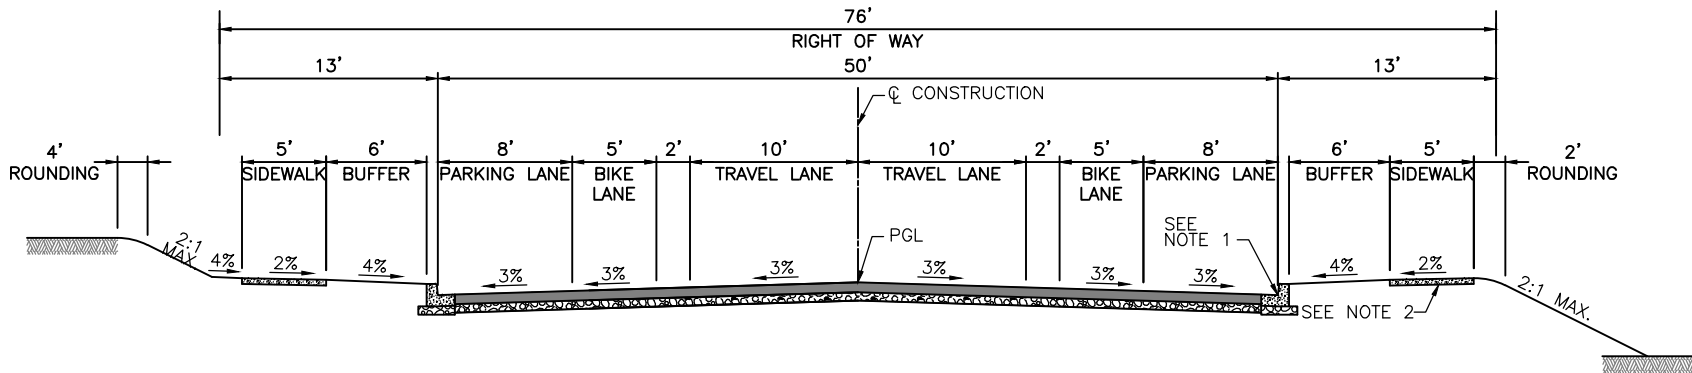 76'
RIGHT OF WAY
13' 50' 13'
℄ CONSTRUCTION
4' 5' 6' 8' 5' 2' 10' 10' 2' 5' 8' 6' 5' 2'
ROUNDING SIDEWALK BUFFER PARKING LANE BIKE TRAVEL LANE TRAVEL LANE BIKE PARKING LANE BUFFER SIDEWALK ROUNDING
LANE LANE
SEE
NOTE 1
PGL
2:1
MAX.
4% 2% 4% 3% 3% 3% 3% 3% 3% 4% 2%
2:1 MAX.
SEE NOTE 2